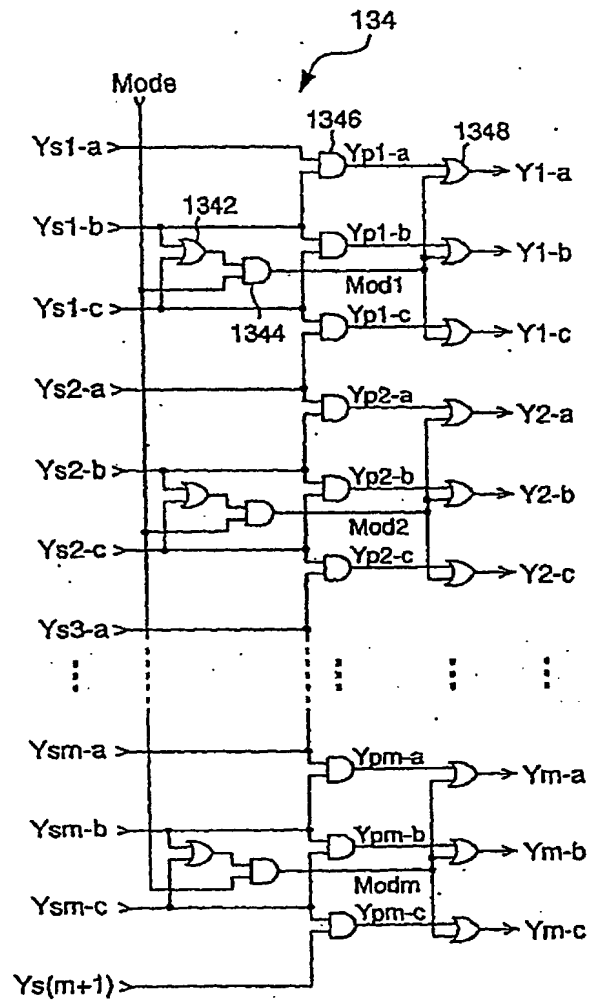 134
Mode
1346
1348
Ys1-a
Yp1-a
Y1-a
1342
Ys1-b
Yp1-b
Y1-b
Mod1
Ys1-c
Yp1-c
1344
Y1-c
Ys2-a
Yp2-a
Y2-a
Ys2-b
Yp2-b
Y2-b
Mod2
Ys2-c
Yp2-c
Y2-c
Ys3-a
Ysm-a
Ypm-a
Ym-a
Ysm-b
Ypm-b
Ym-b
Modm
Ysm-c
Ypm-c
Ym-c
Ys(m+1)